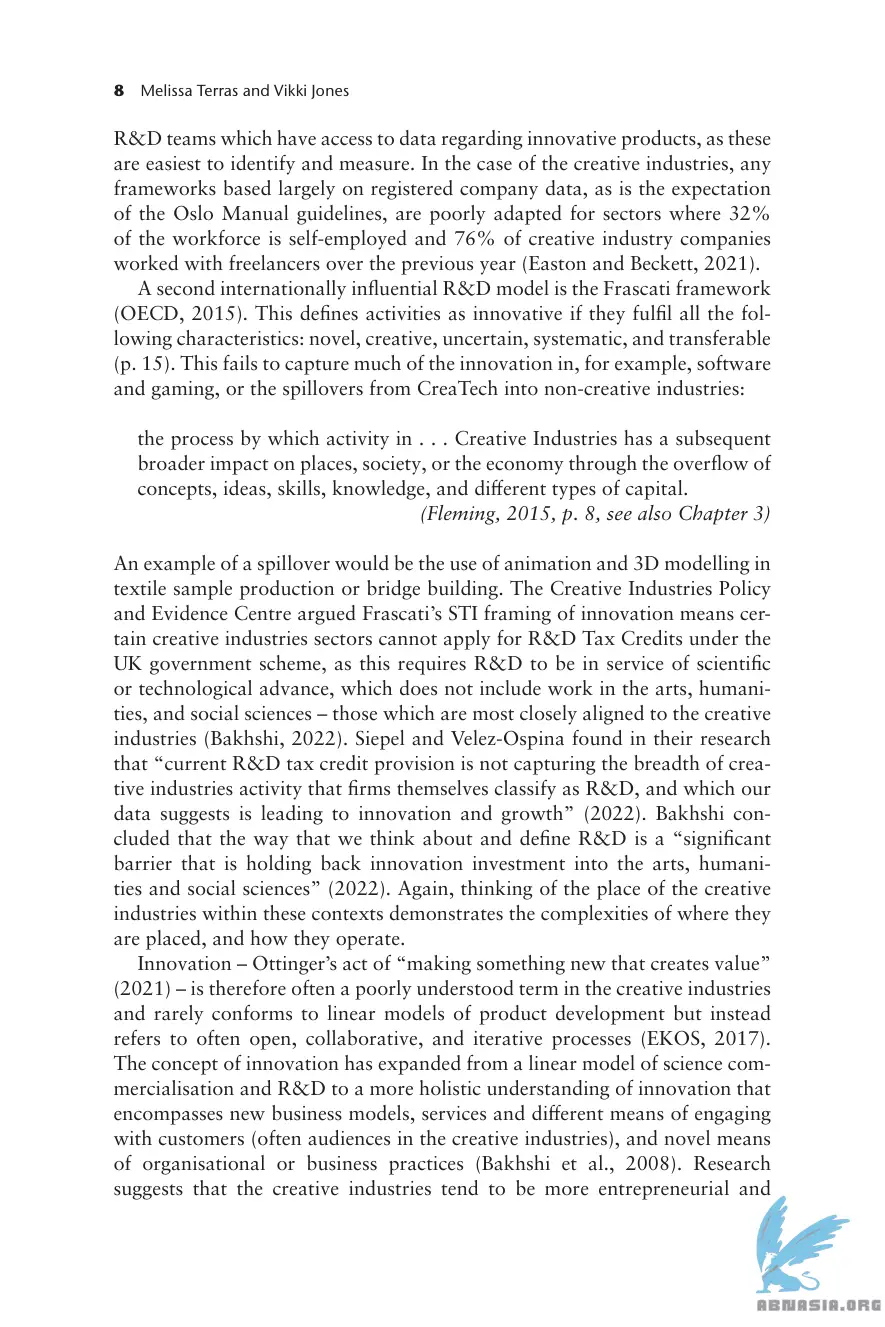 8 Melissa Terras and Vikki Jones
R&D teams which have access to data regarding innovative products, as these
are easiest to identify and measure. In the case of the creative industries, any
frameworks based largely on registered company data, as is the expectation
of the Oslo Manual guidelines, are poorly adapted for sectors where 32%
of the workforce is self-employed and 76% of creative industry companies
worked with freelancers over the previous year (Easton and Beckett, 2021).
A second internationally influential R&D model is the Frascati framework
(OECD, 2015). This defines activities as innovative if they fulfil all the fol-
lowing characteristics: novel, creative, uncertain, systematic, and transferable
(p. 15). This fails to capture much of the innovation in, for example, software
and gaming, or the spillovers from CreaTech into non-creative industries:
the process by which activity in . . . Creative Industries has a subsequent
broader impact on places, society, or the economy through the overflow of
concepts, ideas, skills, knowledge, and different types of capital.
(Fleming, 2015, p. 8, see also Chapter 3)
An example of a spillover would be the use of animation and 3D modelling in
textile sample production or bridge building. The Creative Industries Policy
and Evidence Centre argued Frascati's STI framing of innovation means cer-
tain creative industries sectors cannot apply for R&D Tax Credits under the
UK government scheme, as this requires R&D to be in service of scientific
or technological advance, which does not include work in the arts, humani-
ties, and social sciences – those which are most closely aligned to the creative
industries (Bakhshi, 2022). Siepel and Velez-Ospina found in their research
that “current R&D tax credit provision is not capturing the breadth of crea-
tive industries activity that firms themselves classify as R&D, and which our
data suggests is leading to innovation and growth” (2022). Bakhshi con-
cluded that the way that we think about and define R&D is a “significant
barrier that is holding back innovation investment into the arts, humani-
ties and social sciences” (2022). Again, thinking of the place of the creative
industries within these contexts demonstrates the complexities of where they
are placed, and how they operate.
Innovation – Ottinger's act of “making something new that creates value”
(2021) – is therefore often a poorly understood term in the creative industries
and rarely conforms to linear models of product development but instead
refers to often open, collaborative, and iterative processes (EKOS, 2017).
The concept of innovation has expanded from a linear model of science com-
mercialisation and R&D to a more holistic understanding of innovation that
encompasses new business models, services and different means of engaging
with customers (often audiences in the creative industries), and novel means
of organisational or business practices (Bakhshi et al., 2008). Research
suggests that the creative industries tend to be more entrepreneurial and
ABNASIA.ORG